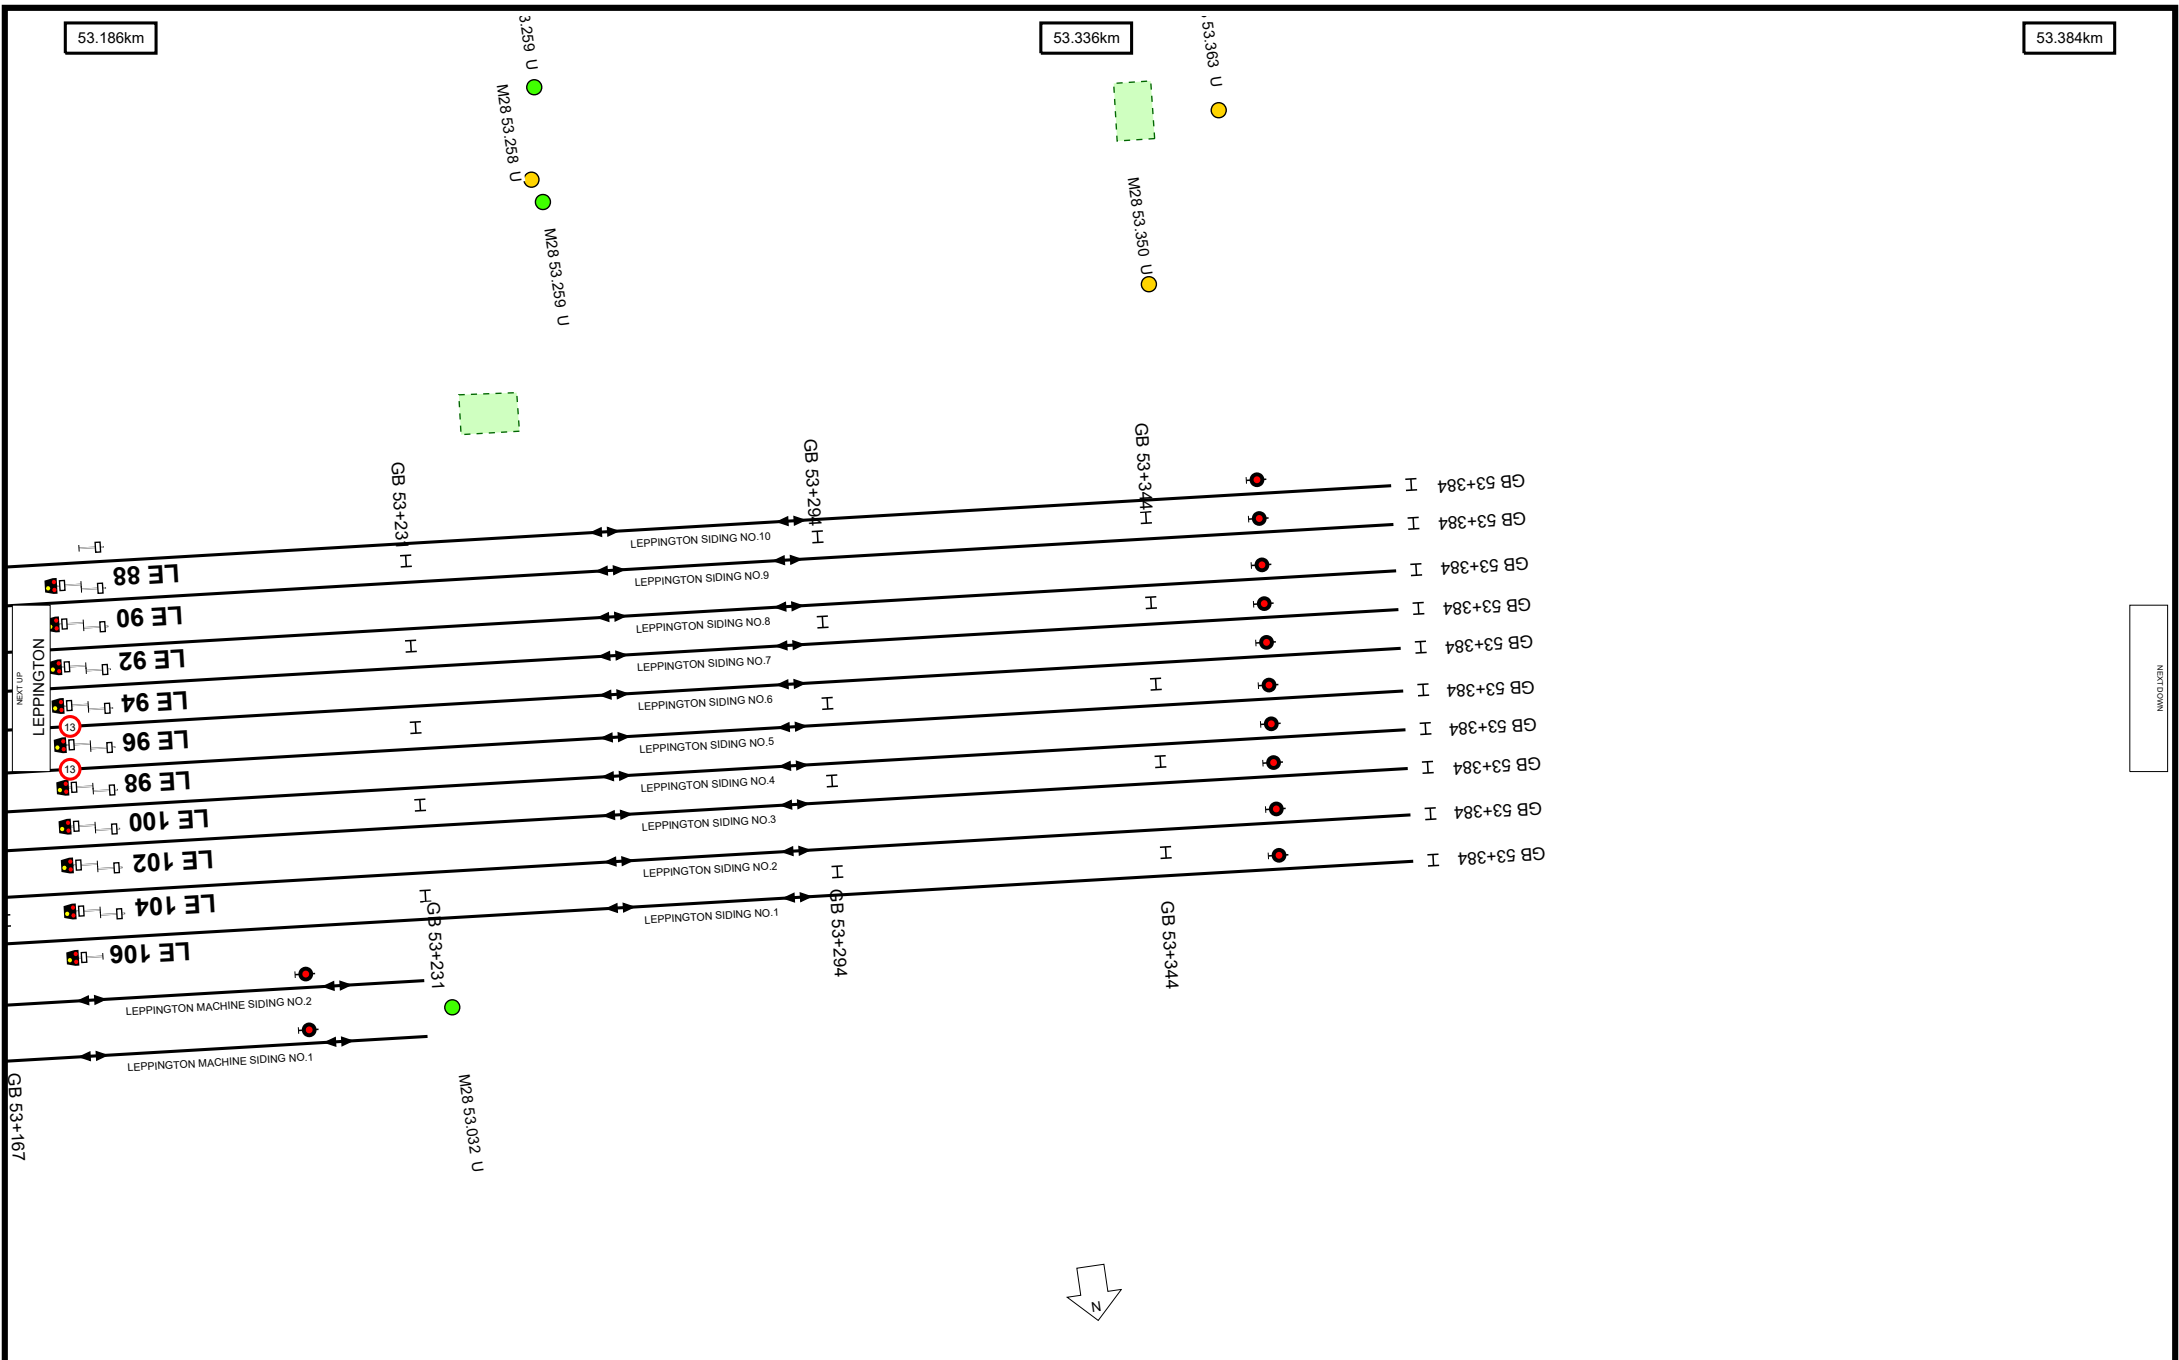 53.186km
53.336km
53.384km
3.259 U
M28 53.258 U
M28 53.259 U
53.363 U
M28 53.350 U
GB 53+231
GB 53+294
GB 53+344
GB 53+384
GB 53+384
GB 53+384
GB 53+384
GB 53+384
GB 53+384
GB 53+384
GB 53+384
GB 53+384
GB 53+384
LEPPINGTON SIDING NO.10
LE 88
LEPPINGTON SIDING NO.9
LE 90
LEPPINGTON SIDING NO.8
LE 92
LEPPINGTON SIDING NO.7
LE 94
LEPPINGTON SIDING NO.6
13
LE 96
LEPPINGTON SIDING NO.5
13
LE 98
LEPPINGTON SIDING NO.4
LE 100
LEPPINGTON SIDING NO.3
LE 102
LEPPINGTON SIDING NO.2
LE 104
LEPPINGTON SIDING NO.1
LE 106
NEXT UP
LEPPINGTON
NEXT DOWN
GB 53+231
GB 53+294
GB 53+344
LEPPINGTON MACHINE SIDING NO.2
LEPPINGTON MACHINE SIDING NO.1
GB 53+167
M28 53.032 U
N